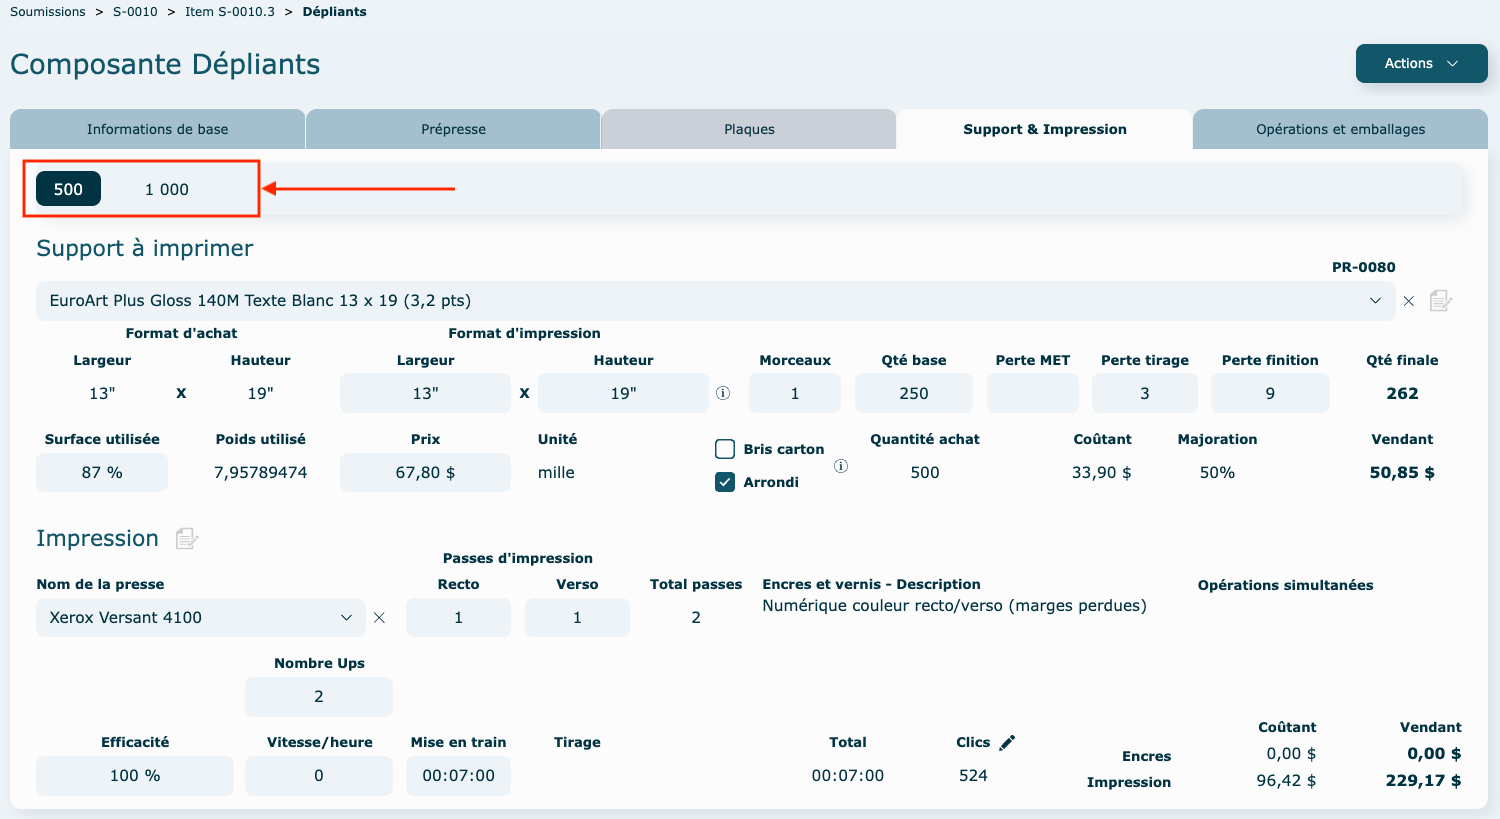 Soumissions > S-0010 > Item S-0010.3 > Dépliants
Composante Dépliants
Actions
Informations de base
Prépresse
Plaques
Support & Impression
Opérations et emballages
500
1 000
Support à imprimer
PR-0080
EuroArt Plus Gloss 140M Texte Blanc 13 x 19 (3,2 pts)
Format d'achat
Format d'impression
Largeur Hauteur Largeur Hauteur Morceaux Qté base Perte MET Perte tirage Perte finition Qté finale
13" X 19" 13" X 19" 1 250 3 9 262
Surface utilisée Poids utilisé Prix Unité Bris carton Quantité achat Coûtant Majoration Vendant
87 % 7,95789474 67,80 $ mille Arrondi 500 33,90 $ 50% 50,85 $
Impression
Passes d'impression
Nom de la presse Recto Verso Total passes Encres et vernis - Description Opérations simultanées
Xerox Versant 4100 1 1 2 Numérique couleur recto/verso (marges perdues)
Nombre Ups
2
Efficacité Vitesse/heure Mise en train Tirage Total Clics Coûtant Vendant
Encres 0,00 $ 0,00 $
100 % 0 00:07:00 00:07:00 524 Impression 96,42 $ 229,17 $